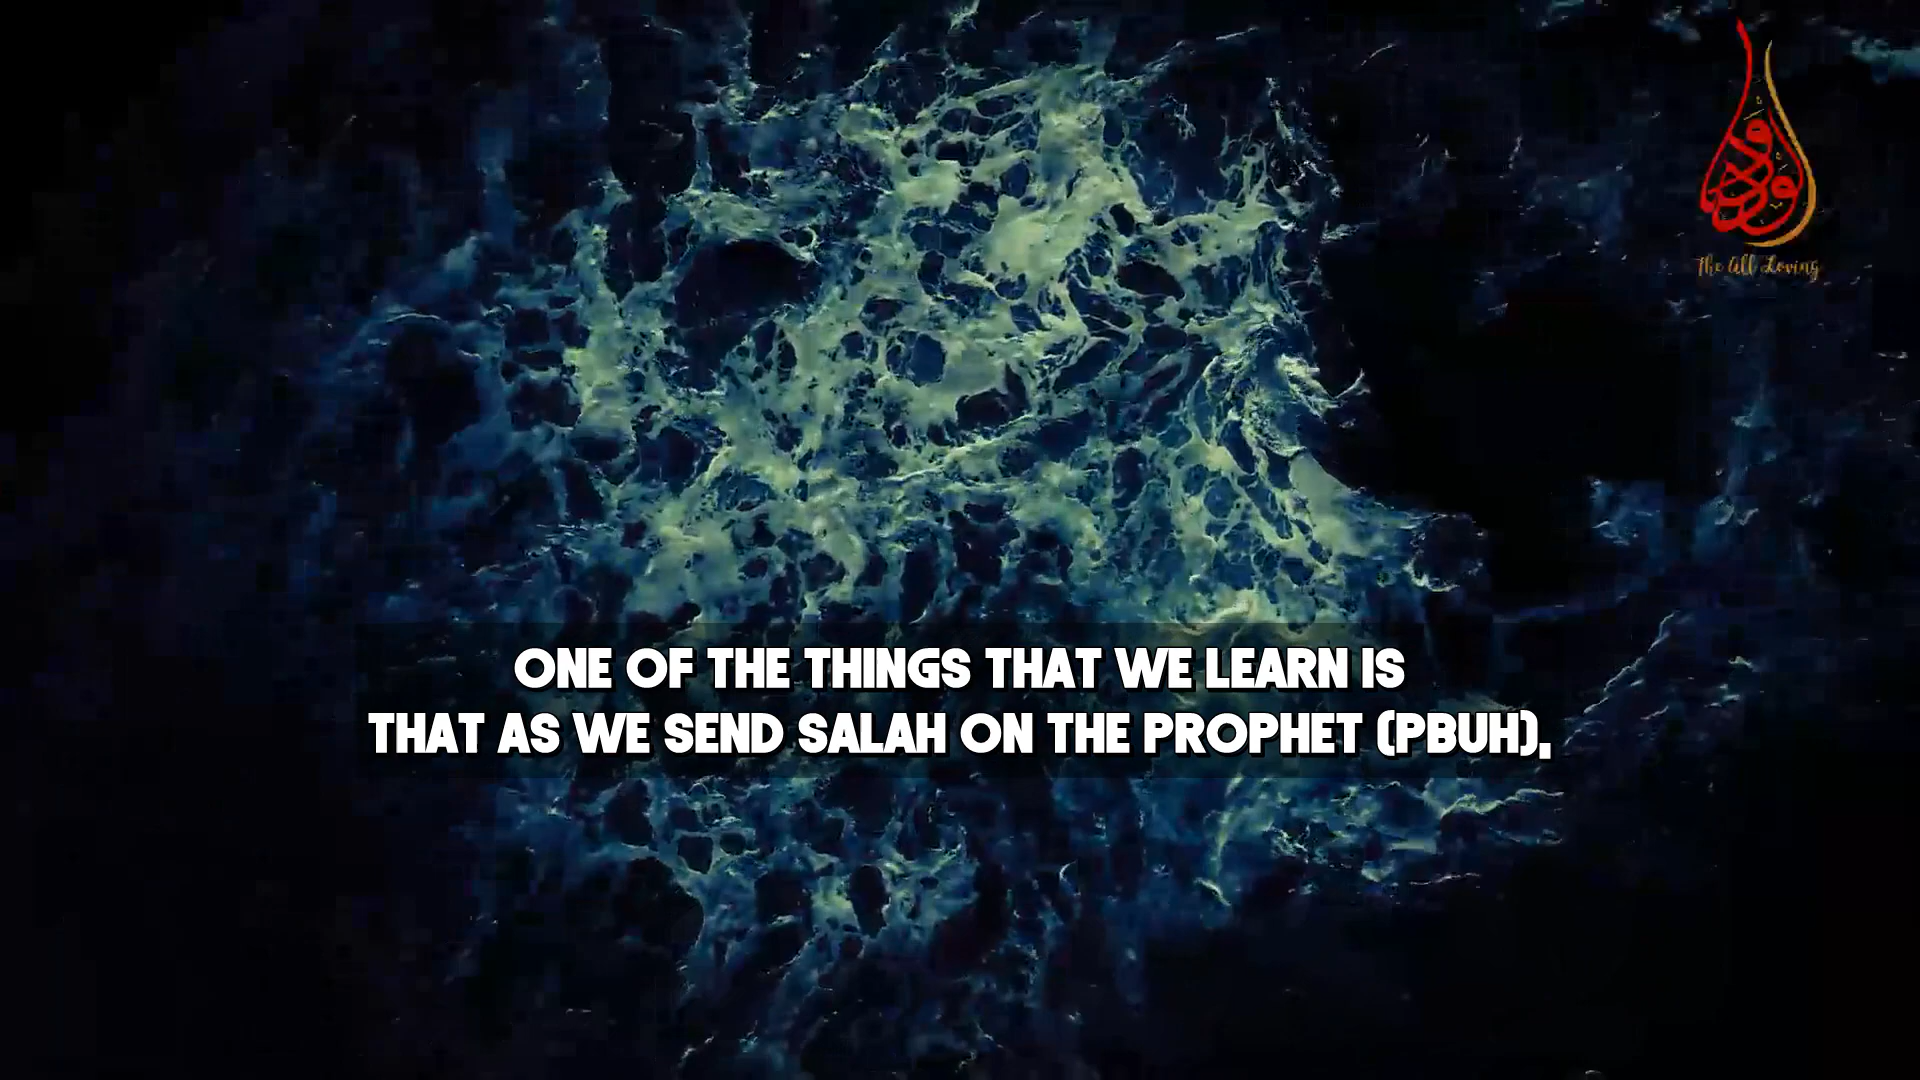 ودود
The All Loving
ONE OF THE THINGS THAT WE LEARN IS
THAT AS WE SEND SALAH ON THE PROPHET (PBUH),